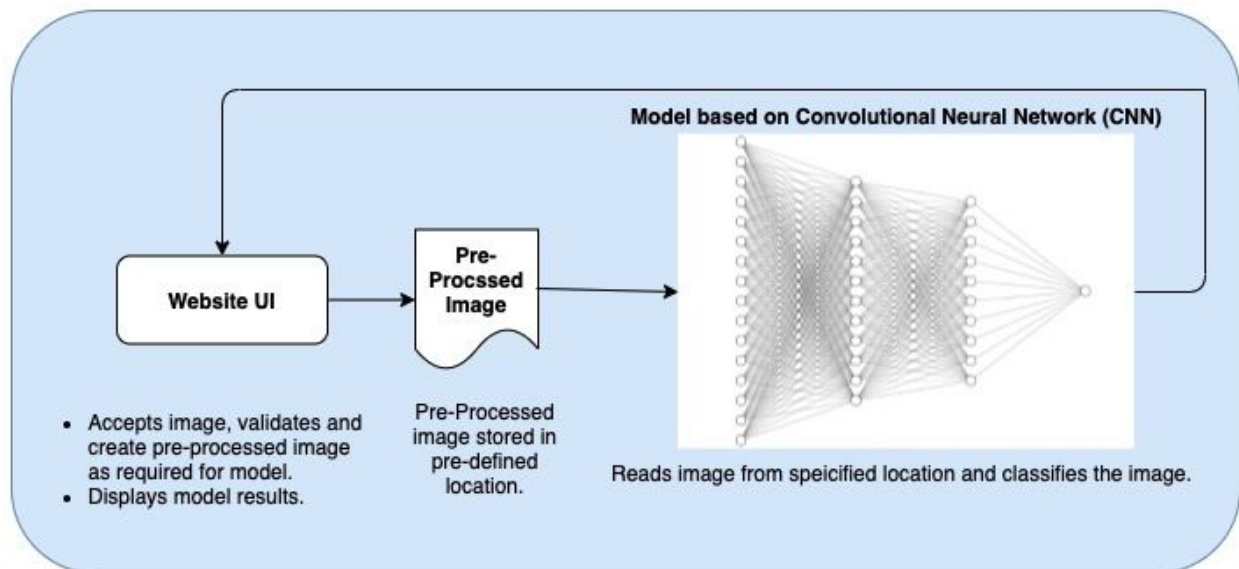 Model based on Convolutional Neural Network (CNN)
Website UI
Pre-
Procssed
Image
• Accepts image, validates and
create pre-processed image
as required for model.
• Displays model results.
Pre-Processed
image stored in
pre-defined
location.
Reads image from speicified location and classifies the image.